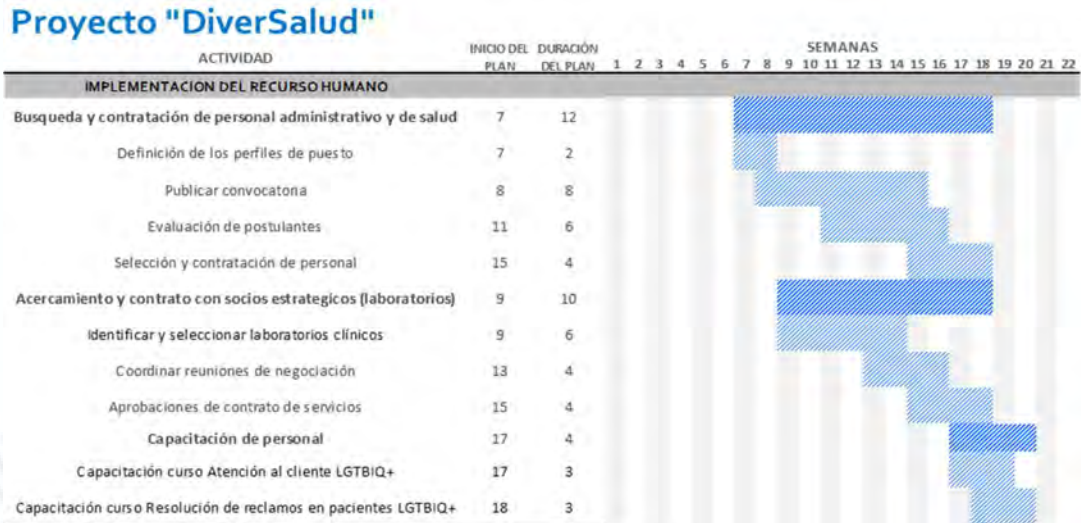 Proyecto "DiverSalud"
ACTIVIDAD INICIO DEL PLAN DURACIÓN DEL PLAN SEMANAS
1 2 3 4 5 6 7 8 9 10 11 12 13 14 15 16 17 18 19 20 21 22
IMPLEMENTACION DEL RECURSO HUMANO
Busqueda y contratación de personal administrativo y de salud 7 12
Definición de los perfiles de puesto 7 2
Publicar convocatoria 8 8
Evaluación de postulantes 11 6
Selección y contratación de personal 15 4
Acercamiento y contrato con socios estrategicos (laboratorios) 9 10
Identificar y seleccionar laboratorios clínicos 9 6
Coordinar reuniones de negociación 13 4
Aprobaciones de contrato de servicios 15 4
Capacitación de personal 17 4
Capacitación curso Atención al cliente LGTBIQ+ 17 3
Capacitación curso Resolución de reclamos en pacientes LGTBIQ+ 18 3